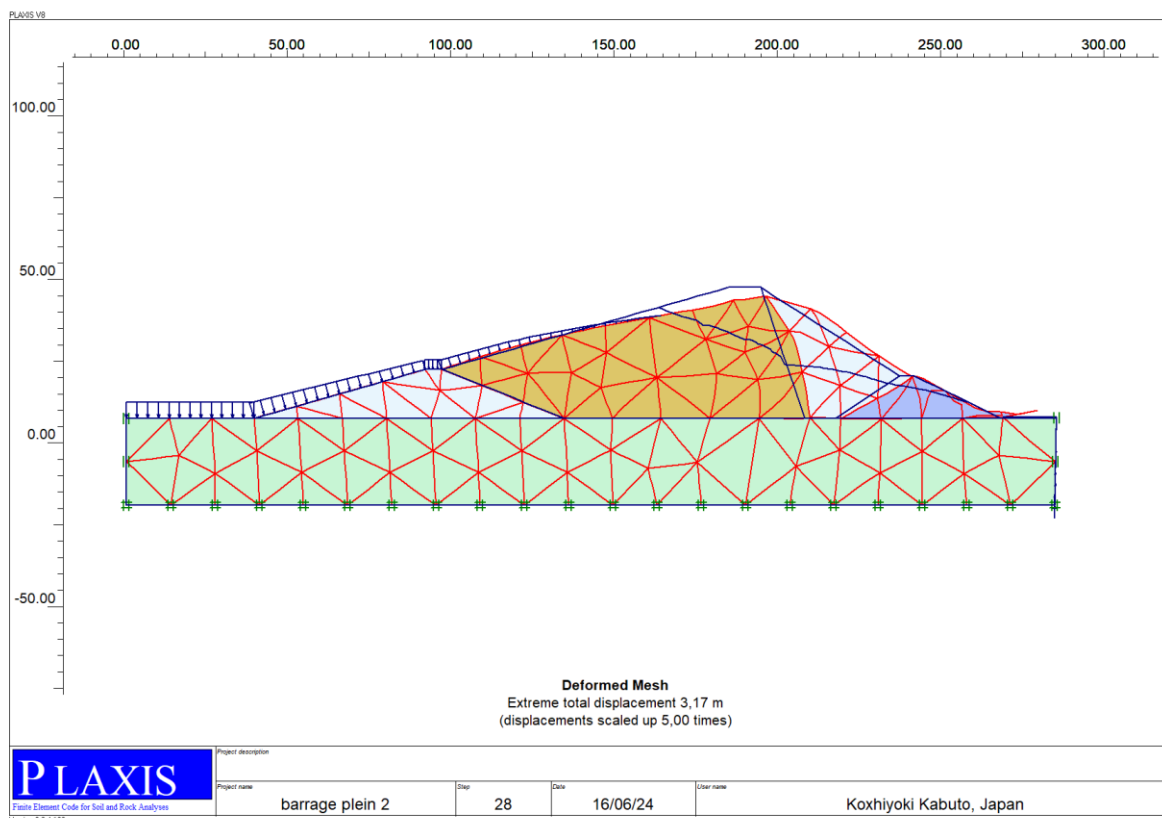 PLAXIS V8
0.00 50.00 100.00 150.00 200.00 250.00 300.00
100.00
50.00
0.00
-50.00
Deformed Mesh
Extreme total displacement 3,17 m
(displacements scaled up 5,00 times)
PLAXIS
Finite Element Code for Soil and Rock Analyses
Project description
Project name
barrage plein 2
Step
28
Date
16/06/24
User name
Koxhiyoki Kabuto, Japan